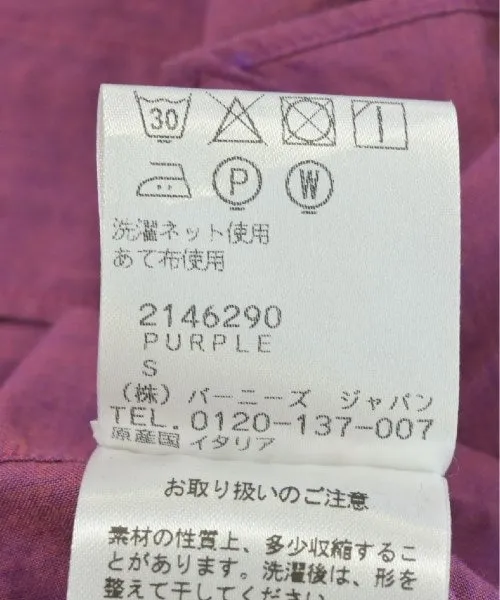 30
P W
洗濯ネット使用
あて布使用
2146290
PURPLE
S
(株) バーニーズ ジャパン
TEL. 0120-137-007
原産国 イタリア
お取り扱いのご注意
素材の性質上、多少収縮するこ
とがあります。洗濯後は、形を
整えて干してください